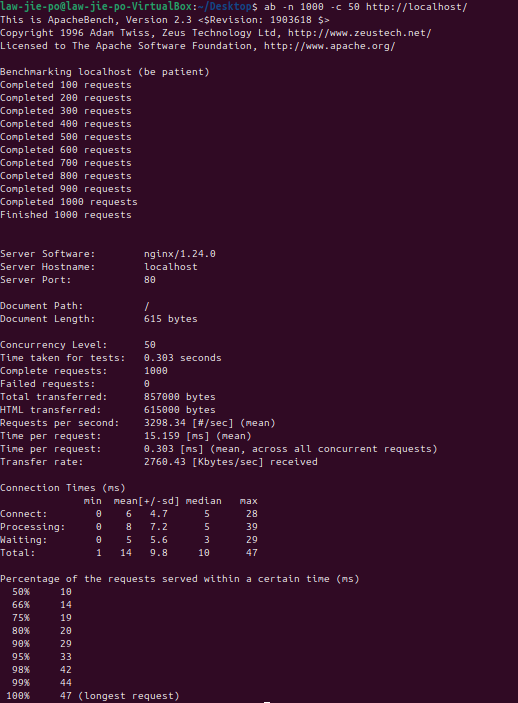 law-jie-po@law-jie-po-VirtualBox:~/Desktop$ ab -n 1000 -c 50 http://localhost/
This is ApacheBench, Version 2.3 <$Revision: 1903618 $>
Copyright 1996 Adam Twiss, Zeus Technology Ltd, http://www.zeustech.net/
Licensed to The Apache Software Foundation, http://www.apache.org/

Benchmarking localhost (be patient)
Completed 100 requests
Completed 200 requests
Completed 300 requests
Completed 400 requests
Completed 500 requests
Completed 600 requests
Completed 700 requests
Completed 800 requests
Completed 900 requests
Completed 1000 requests
Finished 1000 requests


Server Software:        nginx/1.24.0
Server Hostname:        localhost
Server Port:            80

Document Path:          /
Document Length:        615 bytes

Concurrency Level:      50
Time taken for tests:   0.303 seconds
Complete requests:      1000
Failed requests:        0
Total transferred:      857000 bytes
HTML transferred:       615000 bytes
Requests per second:    3298.34 [#/sec] (mean)
Time per request:       15.159 [ms] (mean)
Time per request:       0.303 [ms] (mean, across all concurrent requests)
Transfer rate:          2760.43 [Kbytes/sec] received

Connection Times (ms)
              min  mean[+/-sd] median   max
Connect:        0    6   4.7      5      28
Processing:     0    8   7.2      5      39
Waiting:        0    5   5.6      3      29
Total:          1   14   9.8     10      47

Percentage of the requests served within a certain time (ms)
  50%     10
  66%     14
  75%     19
  80%     20
  90%     29
  95%     33
  98%     42
  99%     44
 100%     47 (longest request)